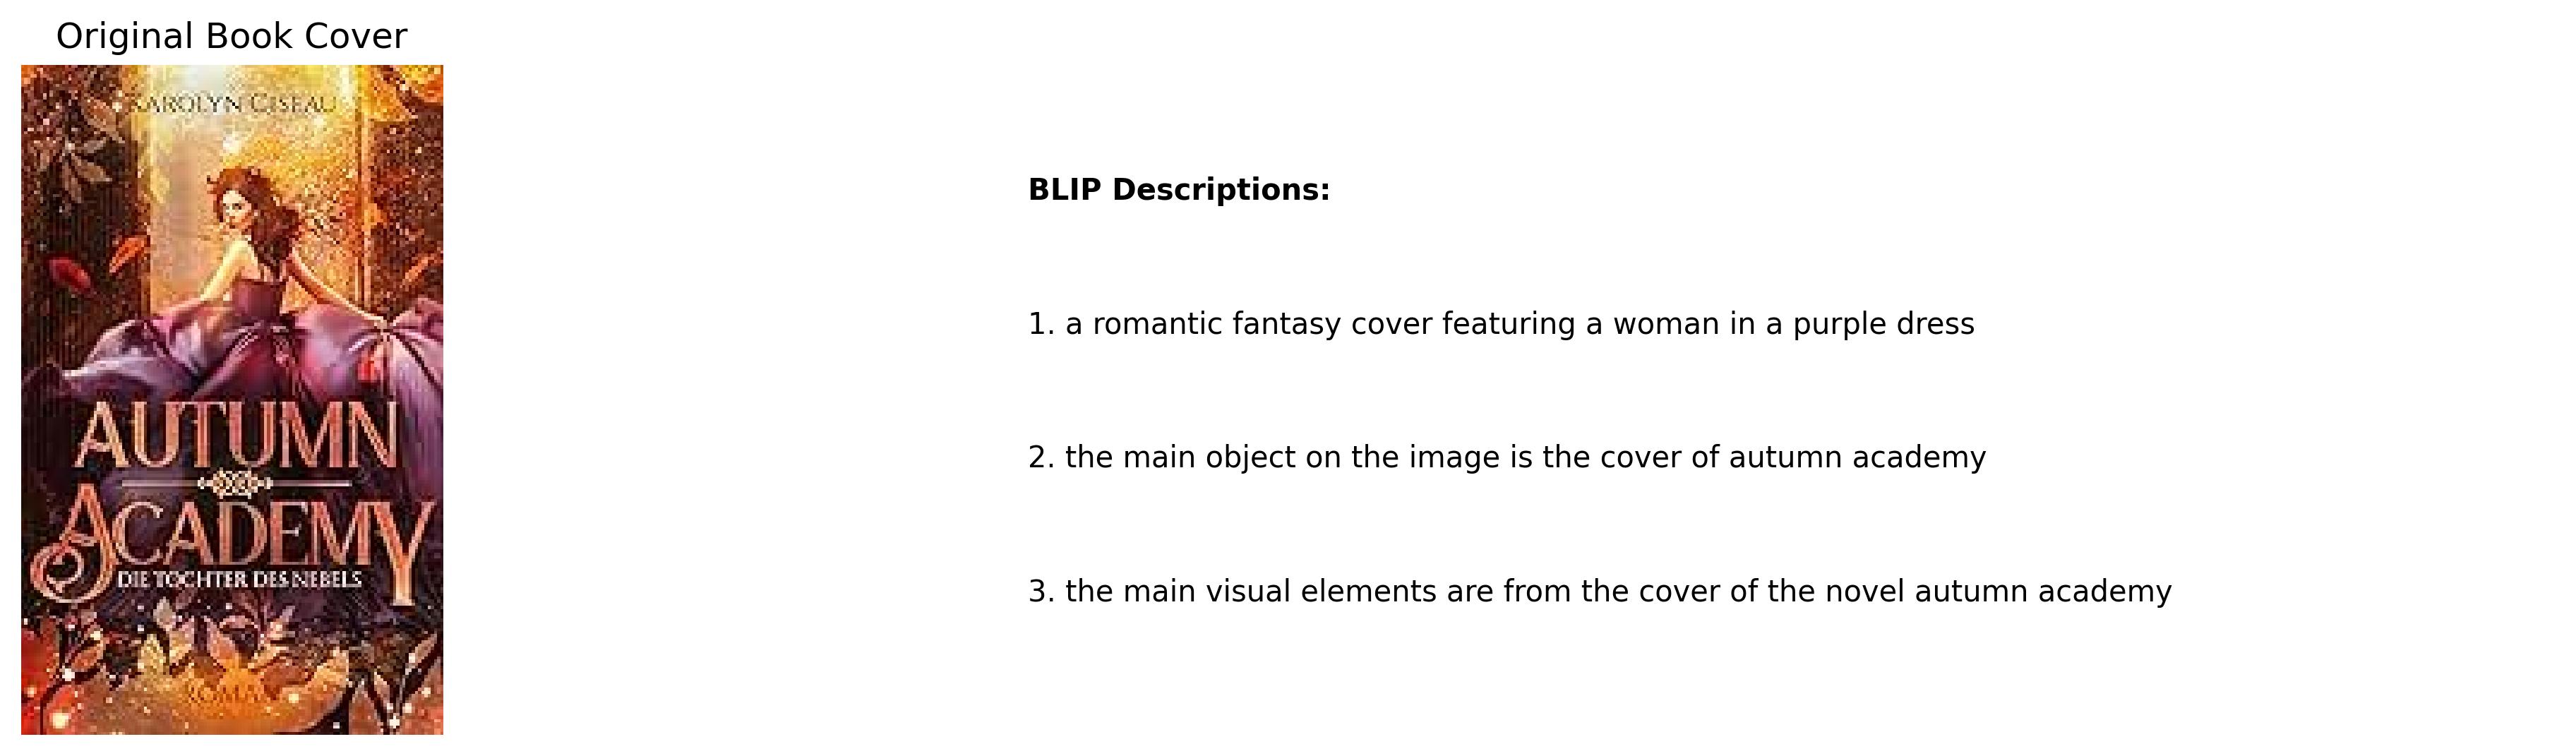 Original Book Cover
KAROLYN CISEAU
AUTUMN
ACADEMY
DIE TOCHTER DES NEBELS
ROMAN
BLIP Descriptions:
1. a romantic fantasy cover featuring a woman in a purple dress
2. the main object on the image is the cover of autumn academy
3. the main visual elements are from the cover of the novel autumn academy